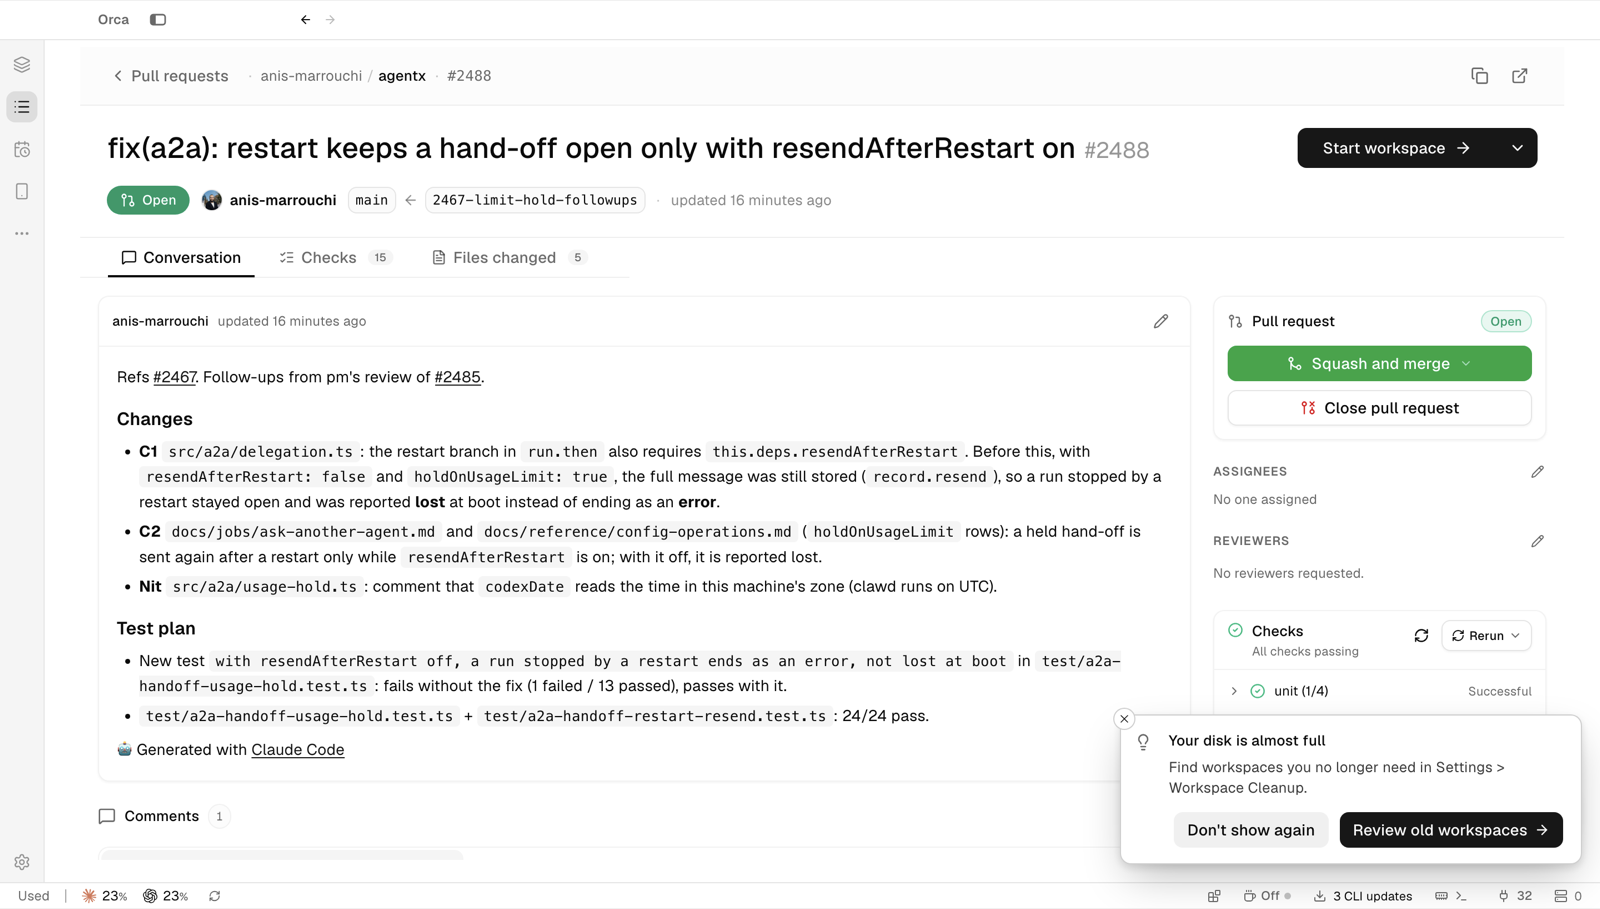 Orca
Pull requests · anis-marrouchi / agentx · #2488
fix(a2a): restart keeps a hand-off open only with resendAfterRestart on #2488
Start workspace
Open anis-marrouchi main ← 2467-limit-hold-followups · updated 16 minutes ago
Conversation Checks 15 Files changed 5
anis-marrouchi updated 16 minutes ago
Refs #2467. Follow-ups from pm's review of #2485.
Changes
• C1 src/a2a/delegation.ts : the restart branch in run.then also requires this.deps.resendAfterRestart . Before this, with
resendAfterRestart: false and holdOnUsageLimit: true , the full message was still stored ( record.resend ), so a run stopped by a
restart stayed open and was reported lost at boot instead of ending as an error.
• C2 docs/jobs/ask-another-agent.md and docs/reference/config-operations.md ( holdOnUsageLimit rows): a held hand-off is
sent again after a restart only while resendAfterRestart is on; with it off, it is reported lost.
• Nit src/a2a/usage-hold.ts : comment that codexDate reads the time in this machine's zone (clawd runs on UTC).
Test plan
• New test with resendAfterRestart off, a run stopped by a restart ends as an error, not lost at boot in test/a2a-
handoff-usage-hold.test.ts : fails without the fix (1 failed / 13 passed), passes with it.
• test/a2a-handoff-usage-hold.test.ts + test/a2a-handoff-restart-resend.test.ts : 24/24 pass.
🤖 Generated with Claude Code
Comments 1
Pull request Open
Squash and merge
Close pull request
ASSIGNEES
No one assigned
REVIEWERS
No reviewers requested.
Checks
All checks passing
Rerun
unit (1/4) Successful
Your disk is almost full
Find workspaces you no longer need in Settings >
Workspace Cleanup.
Don't show again
Review old workspaces
Used 23% 23%
Off 3 CLI updates 32 0